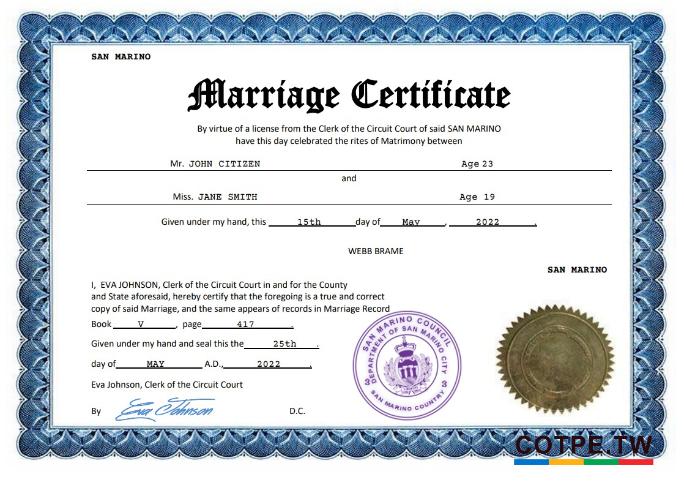 SAN MARINO
Marriage Certificate
By virtue of a license from the Clerk of the Circuit Court of said SAN MARINO
have this day celebrated the rites of Matrimony between
Mr. JOHN CITIZEN Age 23
and
Miss. JANE SMITH Age 19
Given under my hand, this 15th day of May , 2022 .
WEBB BRAME
SAN MARINO
I, EVA JOHNSON, Clerk of the Circuit Court in and for the County
and State aforesaid, hereby certify that the foregoing is a true and correct
copy of said Marriage, and the same appears of records in Marriage Record
Book V , page 417 .
Given under my hand and seal this the 25th .
day of MAY A.D., 2022 .
Eva Johnson, Clerk of the Circuit Court
By Eva Johnson D.C.
SAN MARINO COUNCIL
DEPARTMENT OF SAN MARINO CITY
SAN MARINO COUNTRY
COTPE.TW